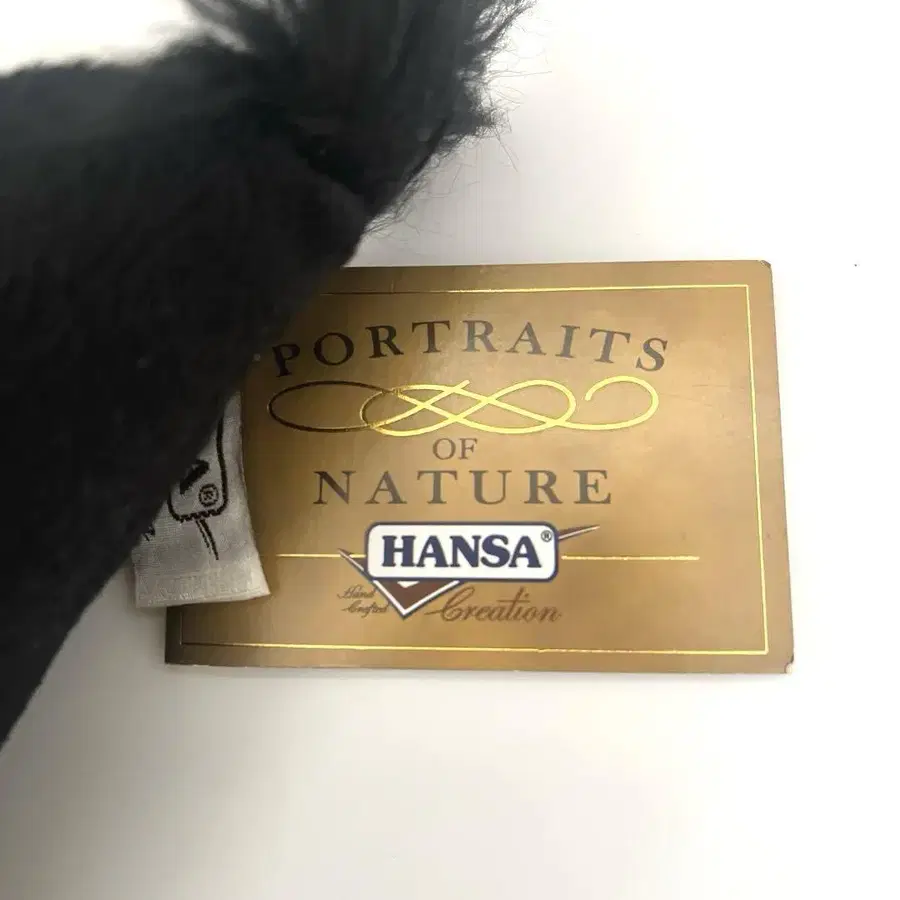 PORTRAITS
OF
NATURE
HANSA®
Hand
Crafted
Creation
®